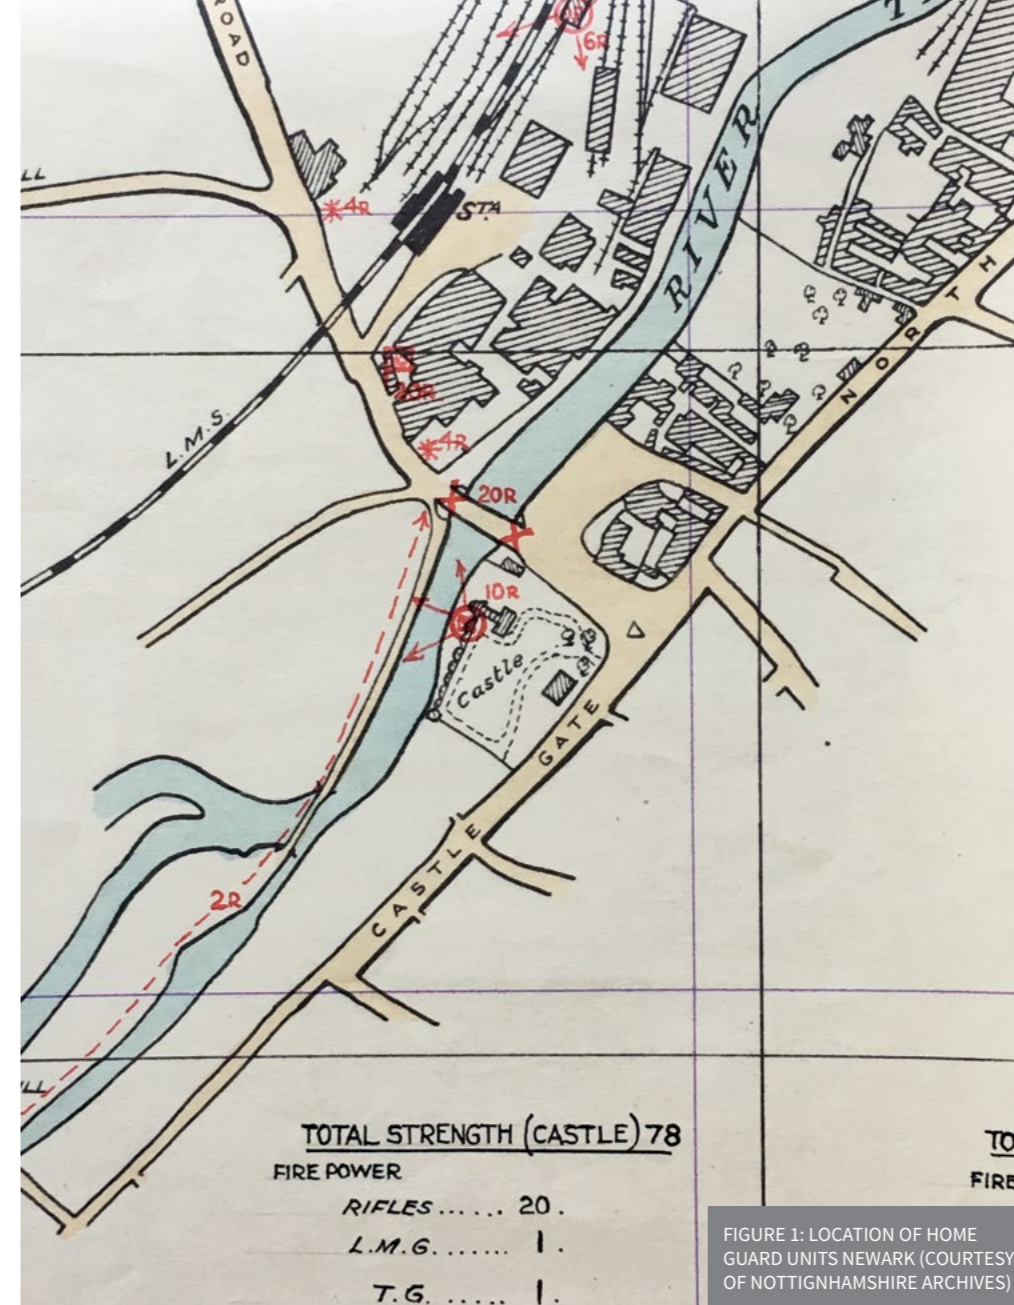 ROAD
6R
LL
4R
STA
RIVER
T
NORTH
20R
L.M.S.
4R
20R
10R
Castle
CASTLE GATE
2R
ILL
TOTAL STRENGTH (CASTLE) 78
FIRE POWER
RIFLES...... 20.
L.M.G........ 1.
T.G. ..... 1.
TO
FIRE
FIGURE 1: LOCATION OF HOME
GUARD UNITS NEWARK (COURTESY
OF NOTTIGNHAMSHIRE ARCHIVES)